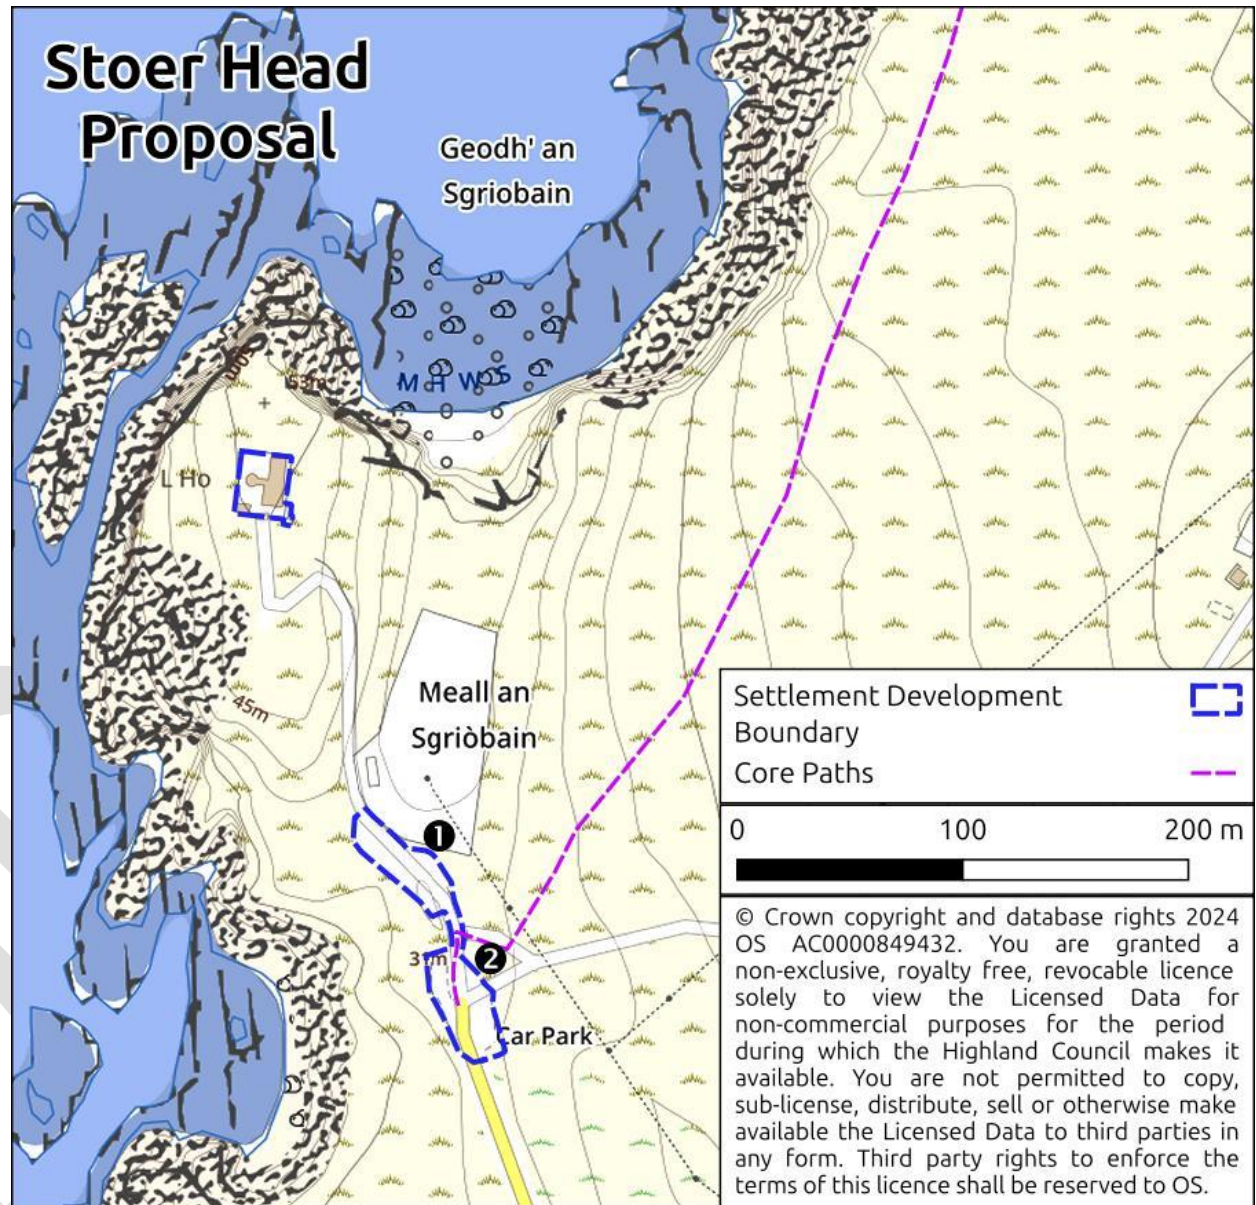 Stoer Head
Proposal
Geodh' an
Sgriobain
50m
53m
M H W S
L Ho
45m
Meall an
Sgriòbain
1
2
Car Park
Settlement Development
Boundary
Core Paths
0 100 200 m
© Crown copyright and database rights 2024
OS AC0000849432. You are granted a
non-exclusive, royalty free, revocable licence
solely to view the Licensed Data for
non-commercial purposes for the period
during which the Highland Council makes it
available. You are not permitted to copy,
sub-license, distribute, sell or otherwise make
available the Licensed Data to third parties in
any form. Third party rights to enforce the
terms of this licence shall be reserved to OS.